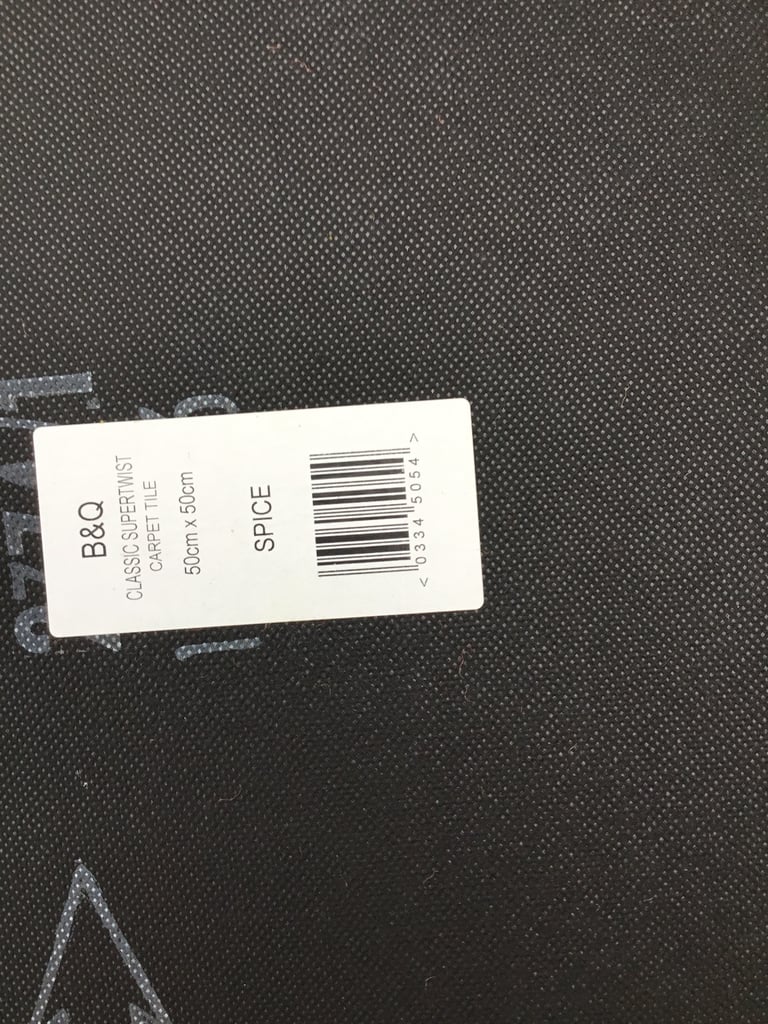 B&Q
CLASSIC SUPERTWIST
CARPET TILE
50cm x 50cm
SPICE
< 0334 5054 >